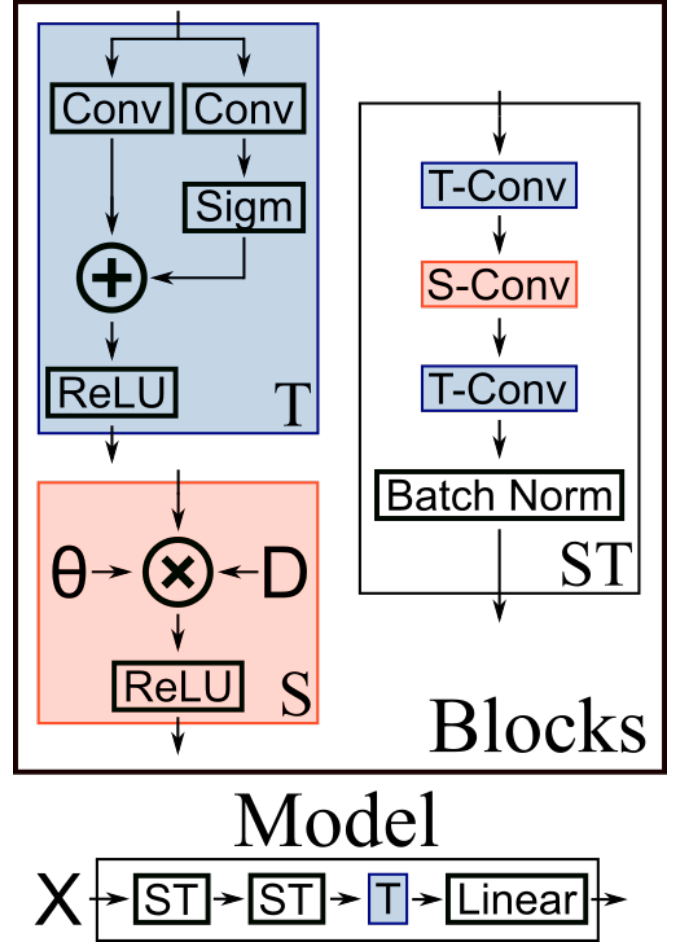 Conv
Conv
Sigm
+
ReLU
T
θ
×
D
ReLU
S
T-Conv
S-Conv
T-Conv
Batch Norm
ST
Blocks
Model
X
ST
ST
T
Linear